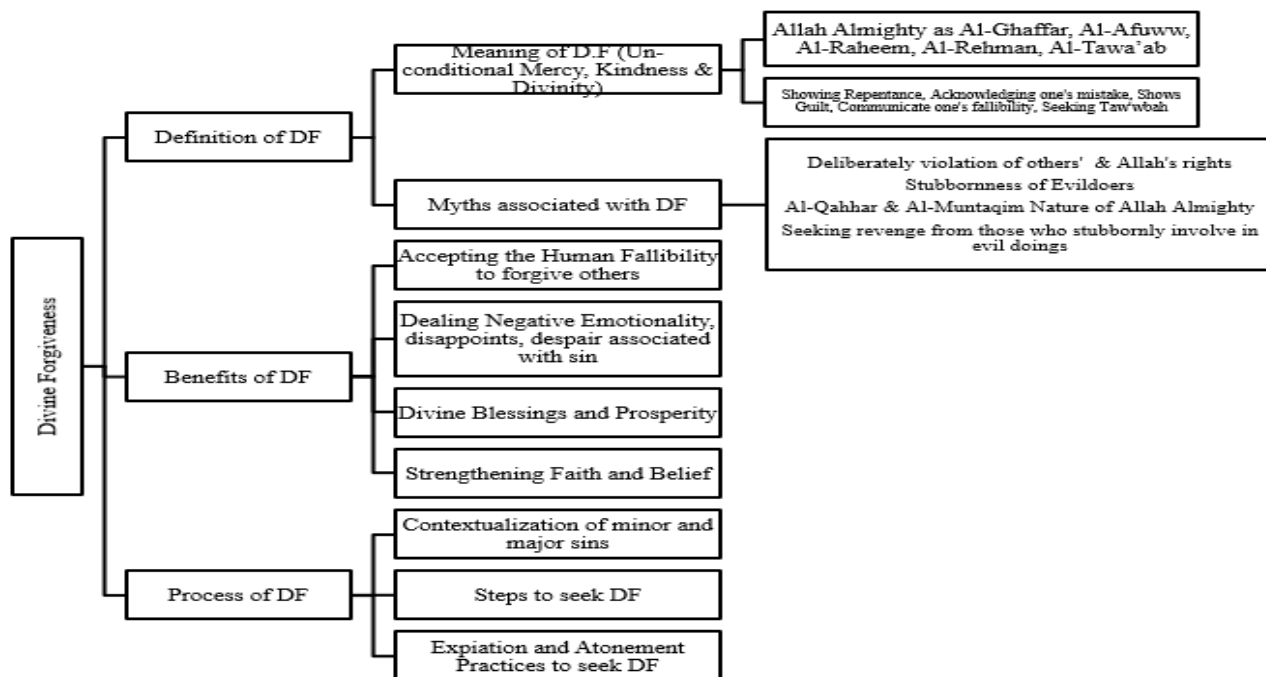 Divine Forgiveness
Definition of DF
Meaning of D.F (Un-
conditional Mercy, Kindness &
Divinity)
Allah Almighty as Al-Ghaffar, Al-Afuww,
Al-Raheem, Al-Rehman, Al-Tawa’ab
Showing Repentance, Acknowledging one's mistake, Shows
Guilt, Communicate one's fallibility, Seeking Taw'wbah
Myths associated with DF
Deliberately violation of others' & Allah's rights
Stubbornness of Evildoers
Al-Qahhar & Al-Muntaqim Nature of Allah Almighty
Seeking revenge from those who stubbornly involve in
evil doings
Benefits of DF
Accepting the Human Fallibility
to forgive others
Dealing Negative Emotionality,
disappoints, despair associated
with sin
Divine Blessings and Prosperity
Strengthening Faith and Belief
Process of DF
Contextualization of minor and
major sins
Steps to seek DF
Expiation and Atonement
Practices to seek DF